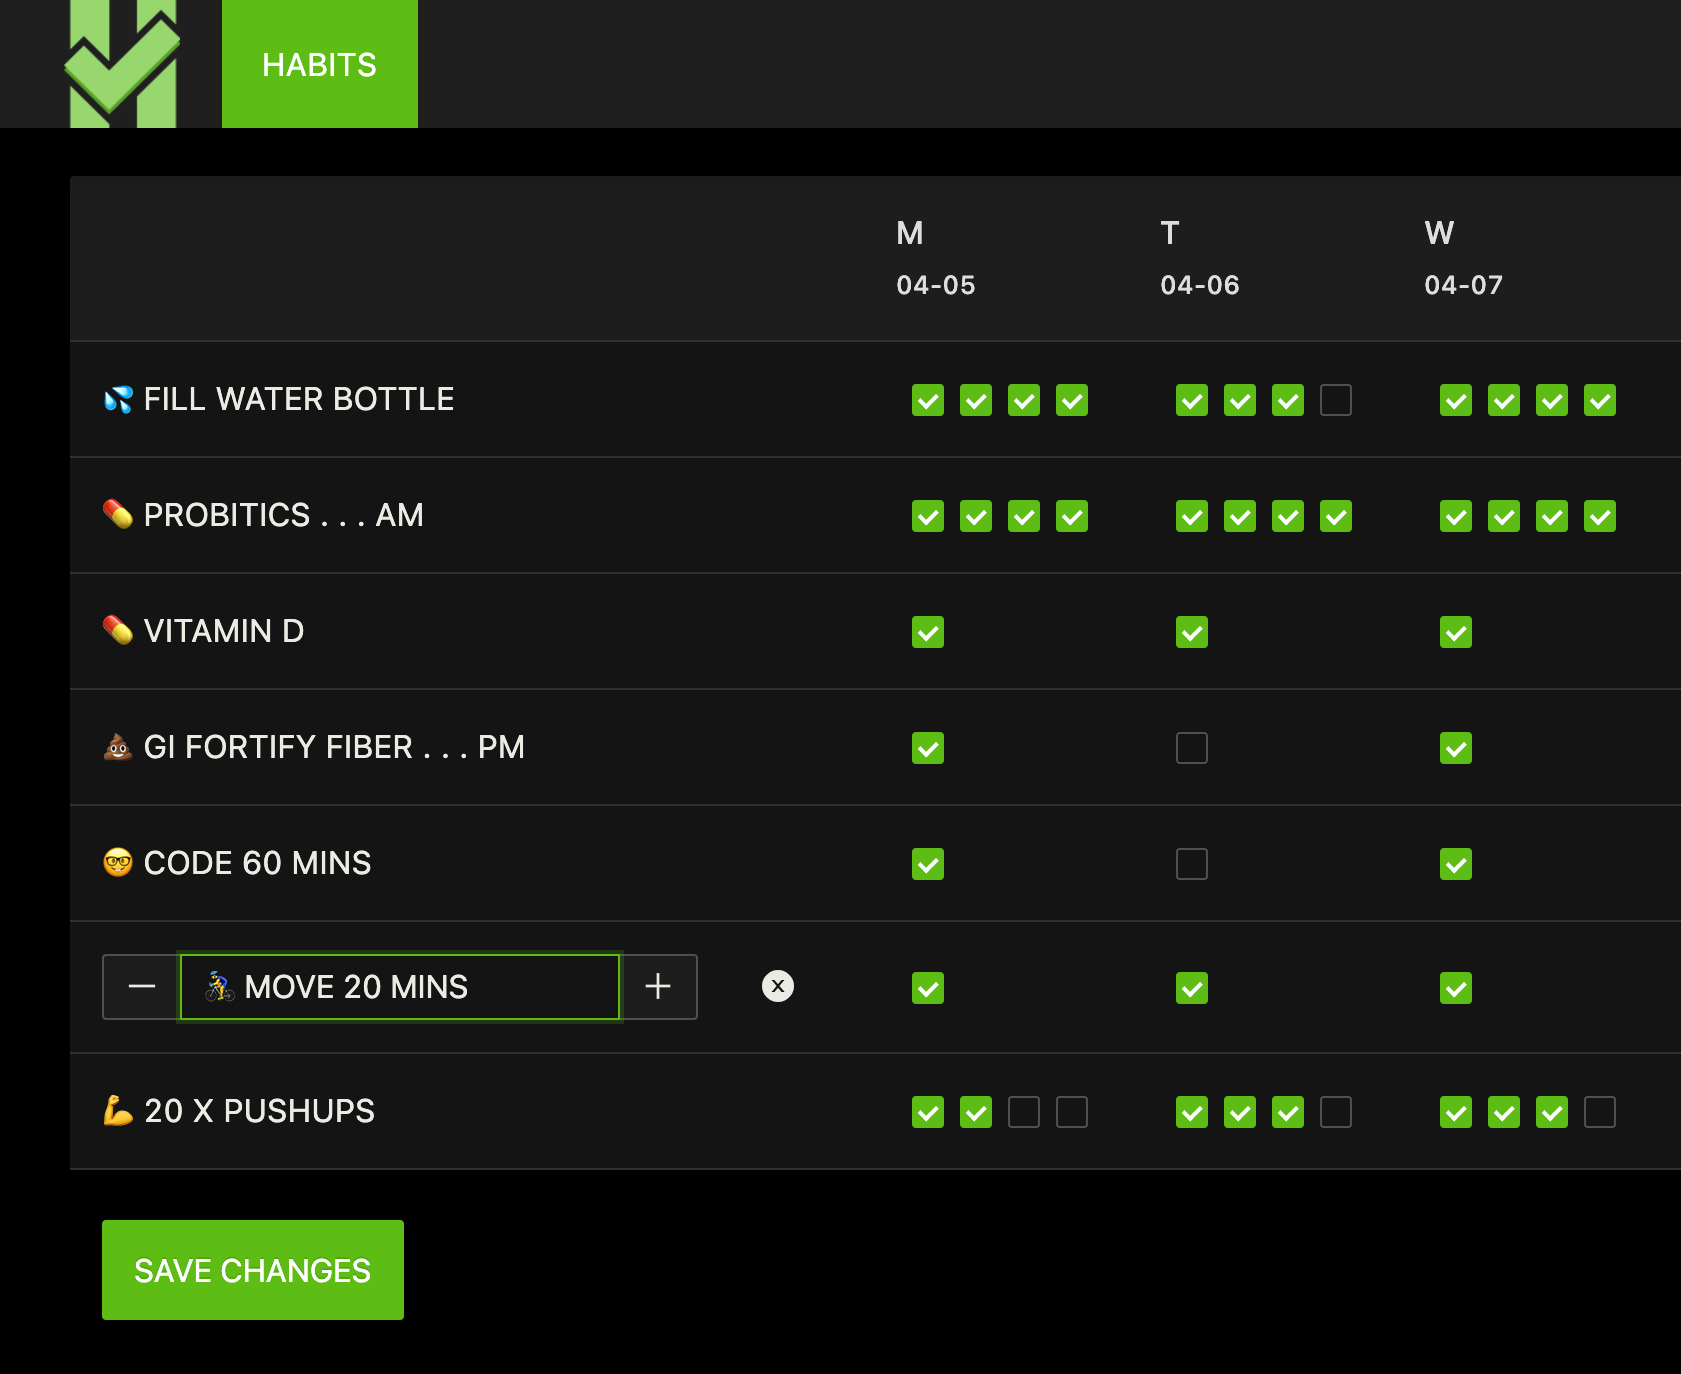 HABITS
M T W
04-05 04-06 04-07
💦 FILL WATER BOTTLE
💊 PROBITICS . . . AM
💊 VITAMIN D
💩 GI FORTIFY FIBER . . . PM
🤓 CODE 60 MINS
— 🚴 MOVE 20 MINS + x
💪 20 X PUSHUPS
SAVE CHANGES